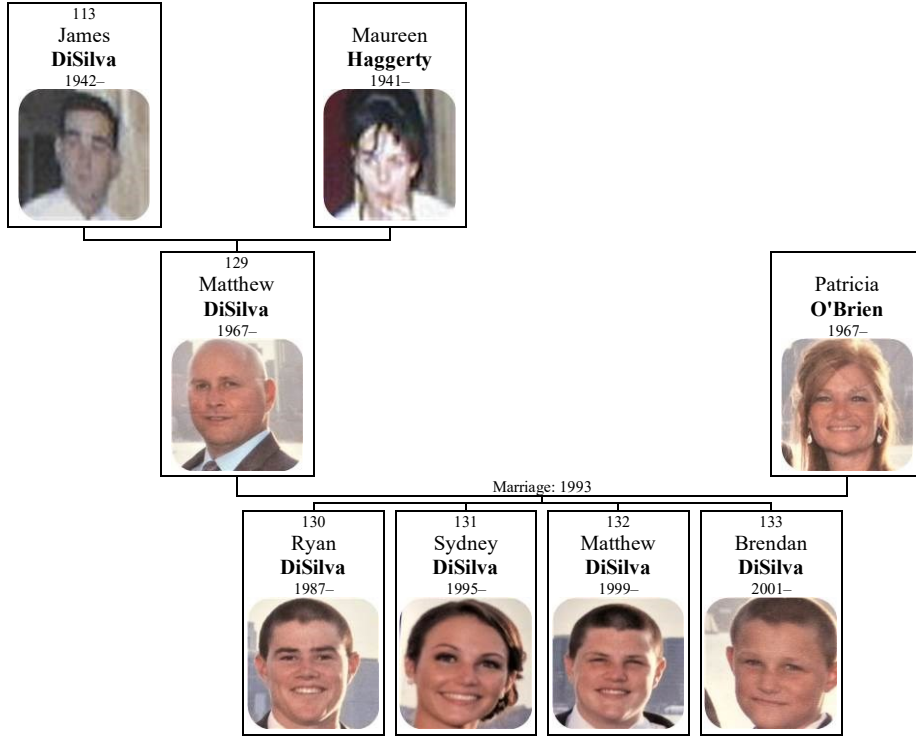 113
James
DiSilva
1942–
Maureen
Haggerty
1941–
129
Matthew
DiSilva
1967–
Patricia
O'Brien
1967–
Marriage: 1993
130
Ryan
DiSilva
1987–
131
Sydney
DiSilva
1995–
132
Matthew
DiSilva
1999–
133
Brendan
DiSilva
2001–